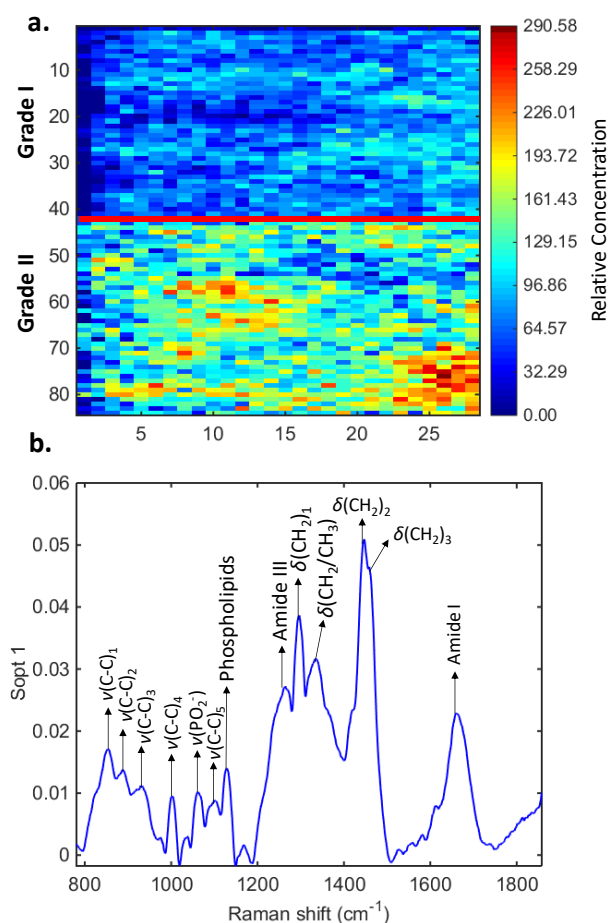 a.
Grade I
Grade II
10
20
30
40
50
60
70
80
5
10
15
20
25
290.58
258.29
226.01
193.72
161.43
129.15
96.86
64.57
32.29
0.00
Relative Concentration
b.
Sopt 1
0.06
0.05
0.04
0.03
0.02
0.01
0
ν(C-C)₁
ν(C-C)₂
ν(C-C)₃
ν(C-C)₄
ν(PO₂⁻)
ν(C-C)₅
Phospholipids
Amide III
δ(CH₂)₁
δ(CH₂/CH₃)
δ(CH₂)₂
δ(CH₂)₃
Amide I
800
1000
1200
1400
1600
1800
Raman shift (cm⁻¹)